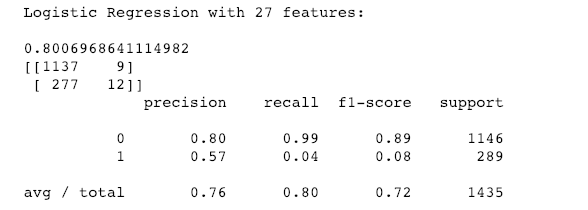 Logistic Regression with 27 features:
0.8006968641114982
[[1137    9]
 [ 277   12]]
precision    recall  f1-score   support
0       0.80      0.99      0.89      1146
1       0.57      0.04      0.08       289
avg / total       0.76      0.80      0.72      1435